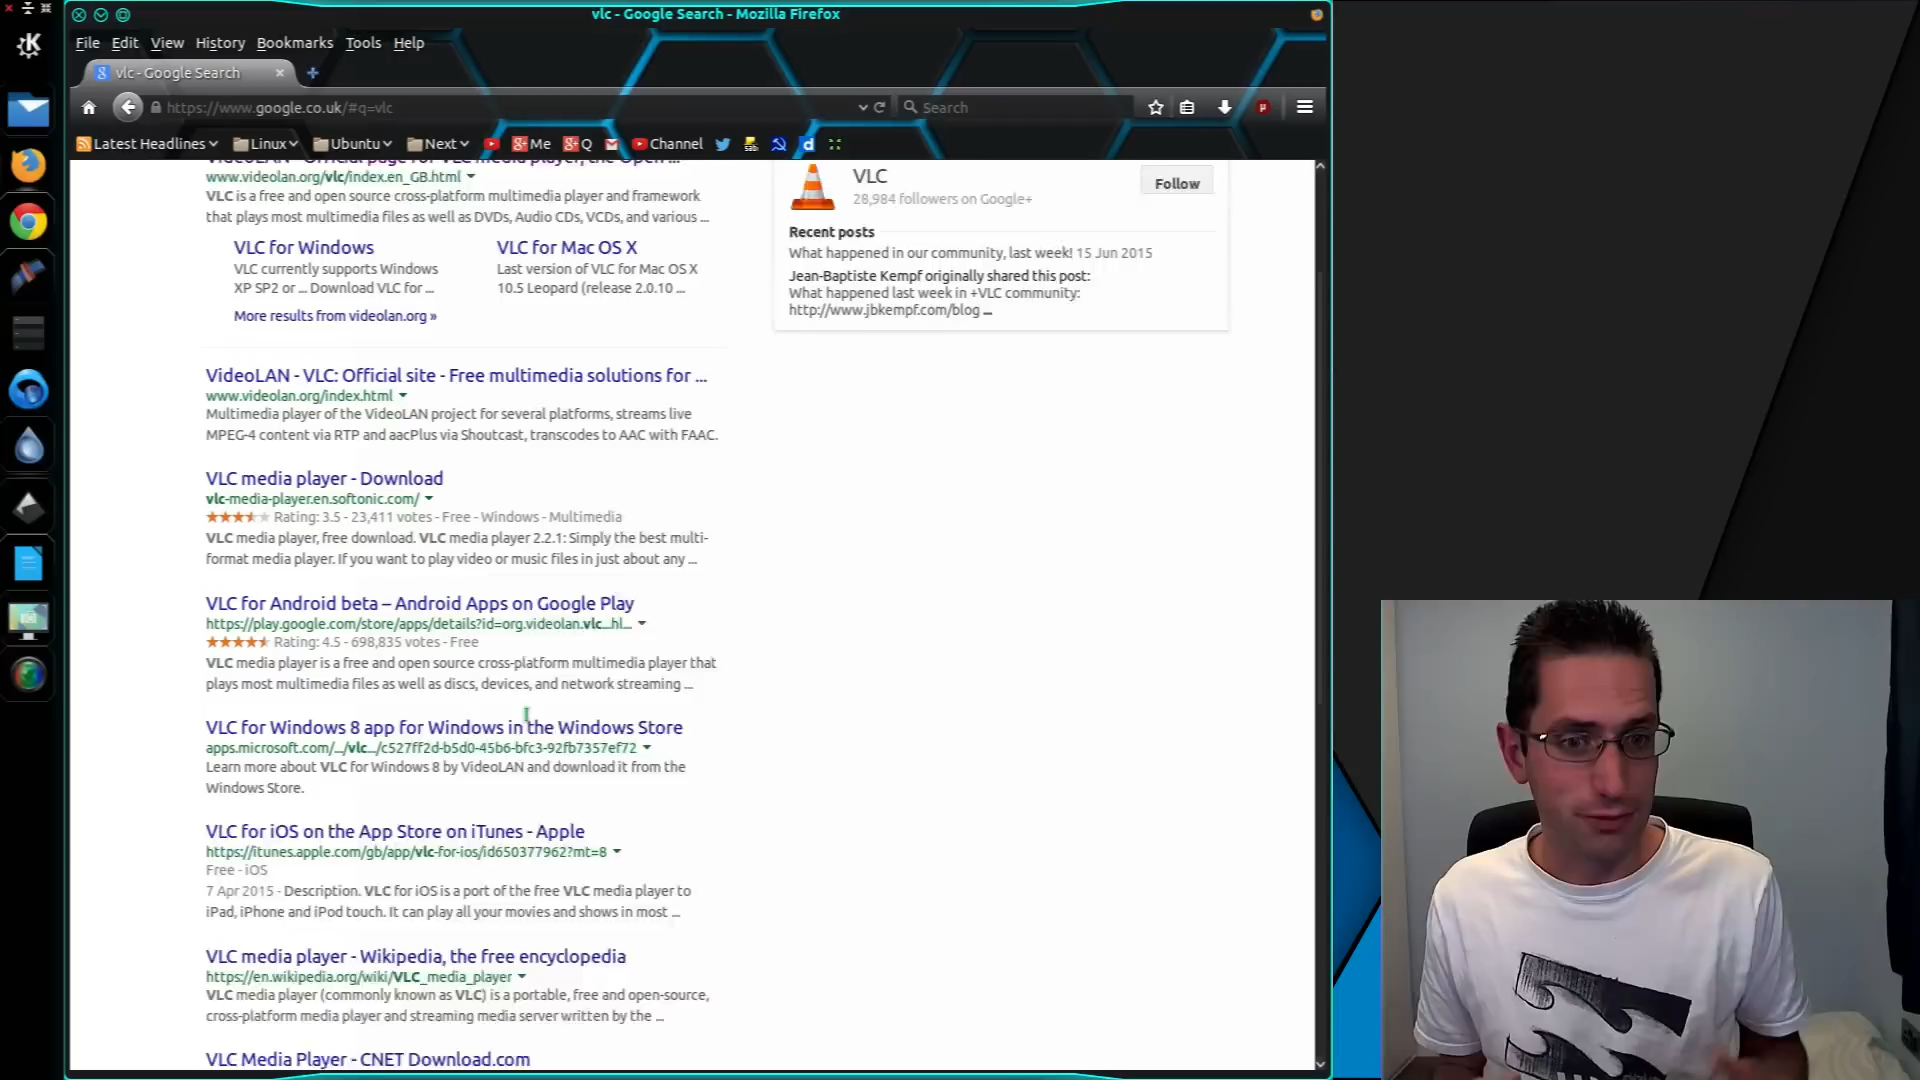 vlc - Google Search - Mozilla Firefox
File Edit View History Bookmarks Tools Help
vlc - Google Search
https://www.google.co.uk/#q=vlc
Search
Latest Headlines Linux Ubuntu Next Me Q Channel
VideoLAN - Official page for VLC media player, the Open ...
www.videolan.org/vlc/index.en_GB.html
VLC is a free and open source cross-platform multimedia player and framework
that plays most multimedia files as well as DVDs, Audio CDs, VCDs, and various ...
VLC for Windows
VLC currently supports Windows
XP SP2 or ... Download VLC for ...
VLC for Mac OS X
Last version of VLC for Mac OS X
10.5 Leopard (release 2.0.10 ...
More results from videolan.org »
VideoLAN - VLC: Official site - Free multimedia solutions for ...
www.videolan.org/index.html
Multimedia player of the VideoLAN project for several platforms, streams live
MPEG-4 content via RTP and aacPlus via Shoutcast, transcodes to AAC with FAAC.
VLC media player - Download
vlc-media-player.en.softonic.com/
Rating: 3.5 - 23,411 votes - Free - Windows - Multimedia
VLC media player, free download. VLC media player 2.2.1: Simply the best multi-
format media player. If you want to play video or music files in just about any ...
VLC for Android beta – Android Apps on Google Play
https://play.google.com/store/apps/details?id=org.videolan.vlc...hl...
Rating: 4.5 - 698,835 votes - Free
VLC media player is a free and open source cross-platform multimedia player that
plays most multimedia files as well as discs, devices, and network streaming ...
VLC for Windows 8 app for Windows in the Windows Store
apps.microsoft.com/.../vlc.../c527ff2d-b5d0-45b6-bfc3-92fb7357ef72
Learn more about VLC for Windows 8 by VideoLAN and download it from the
Windows Store.
VLC for iOS on the App Store on iTunes - Apple
https://itunes.apple.com/gb/app/vlc-for-ios/id650377962?mt=8
Free - iOS
7 Apr 2015 - Description. VLC for iOS is a port of the free VLC media player to
iPad, iPhone and iPod touch. It can play all your movies and shows in most ...
VLC media player - Wikipedia, the free encyclopedia
https://en.wikipedia.org/wiki/VLC_media_player
VLC media player (commonly known as VLC) is a portable, free and open-source,
cross-platform media player and streaming media server written by the ...
VLC Media Player - CNET Download.com
VLC
28,984 followers on Google+
Follow
Recent posts
What happened in our community, last week! 15 Jun 2015
Jean-Baptiste Kempf originally shared this post:
What happened last week in +VLC community:
http://www.jbkempf.com/blog ...